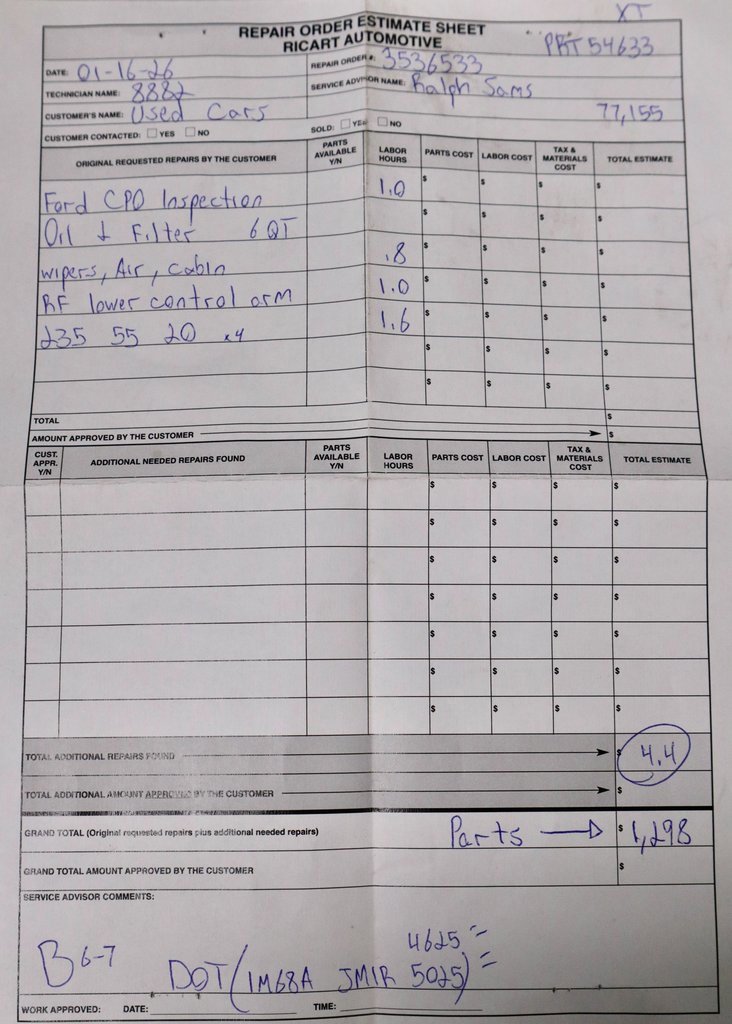 XT
REPAIR ORDER ESTIMATE SHEET
RICART AUTOMOTIVE
PBT 54633
DATE: 01-16-26
REPAIR ORDER #: 3536533
TECHNICIAN NAME: 8882
SERVICE ADVISOR NAME: Ralph Sams
CUSTOMER'S NAME: Used Cars
77,155
CUSTOMER CONTACTED: YES NO
SOLD: YES NO
ORIGINAL REQUESTED REPAIRS BY THE CUSTOMER PARTS AVAILABLE Y/N LABOR HOURS PARTS COST LABOR COST TAX & MATERIALS COST TOTAL ESTIMATE
Ford CPO Inspection 1.0 $ $ $ $
Oil & Filter 6 QT $ $ $ $
wipers, Air, cabin .8 $ $ $ $
RF lower control arm 1.0 $ $ $ $
235 55 20 x4 1.6 $ $ $ $
$ $ $ $
$ $ $ $
TOTAL $
AMOUNT APPROVED BY THE CUSTOMER $
CUST. APPR. Y/N ADDITIONAL NEEDED REPAIRS FOUND PARTS AVAILABLE Y/N LABOR HOURS PARTS COST LABOR COST TAX & MATERIALS COST TOTAL ESTIMATE
$ $ $ $
$ $ $ $
$ $ $ $
$ $ $ $
$ $ $ $
$ $ $ $
$ $ $ $
TOTAL ADDITIONAL REPAIRS FOUND $ 4.4
TOTAL ADDITIONAL AMOUNT APPROVED BY THE CUSTOMER $
GRAND TOTAL (Original requested repairs plus additional needed repairs) Parts → $ 1,298
GRAND TOTAL AMOUNT APPROVED BY THE CUSTOMER $
SERVICE ADVISOR COMMENTS:
4625 =
B 6-7 DOT (1M68A JM1R 5025) =
WORK APPROVED: DATE: TIME: